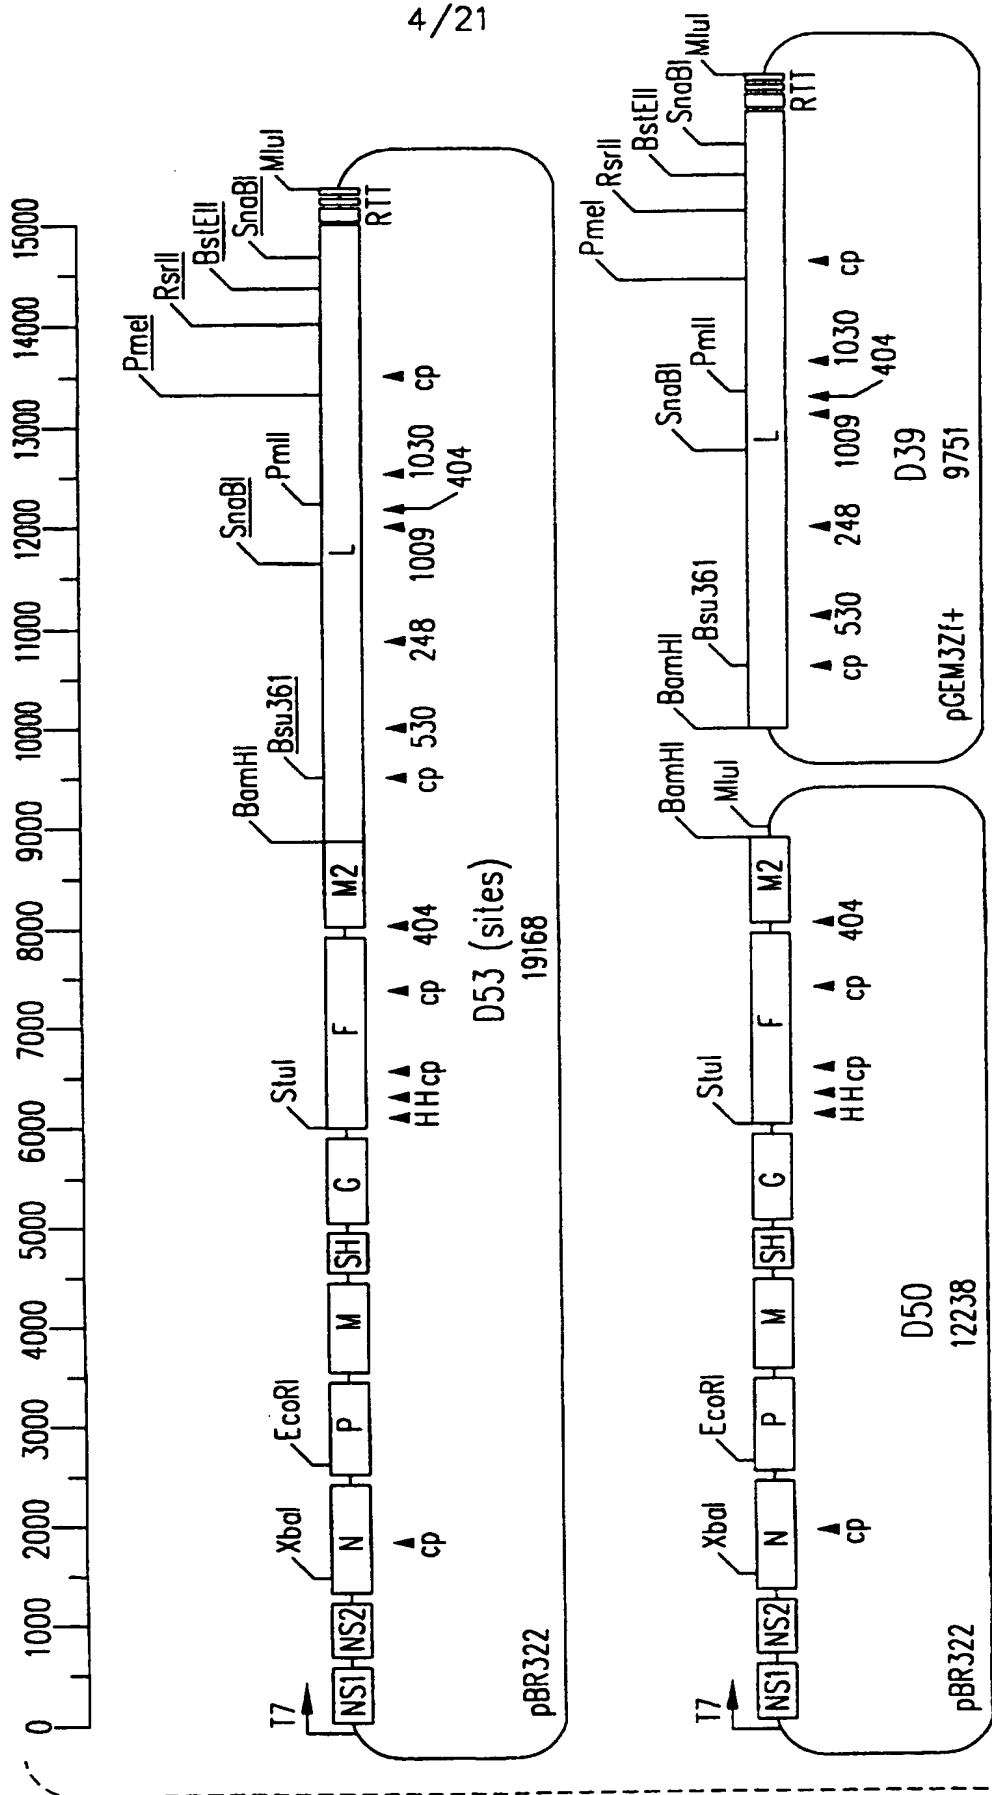 4/21
0 1000 2000 3000 4000 5000 6000 7000 8000 9000 10000 11000 12000 13000 14000 15000
XbaI EcoRI StuI BamHI Bsu36I SnaBI PmlI PmeI RsrII BstEII SnaBI MluI
T7
NS1 NS2 N P M SH G F M2 L
RTT
cp HHcp cp 404 cp 530 248 1009 404 1030 cp
D53 (sites)
19168
pBR322
XbaI EcoRI StuI BamHI MluI
T7
NS1 NS2 N P M SH G F M2
cp HHcp cp 404
D50
12238
pBR322
BamHI Bsu36I SnaBI PmlI PmeI RsrII BstEII SnaBI MluI
L
RTT
cp 530 248 1009 404 1030 cp
D39
9751
pGEM3Zf+